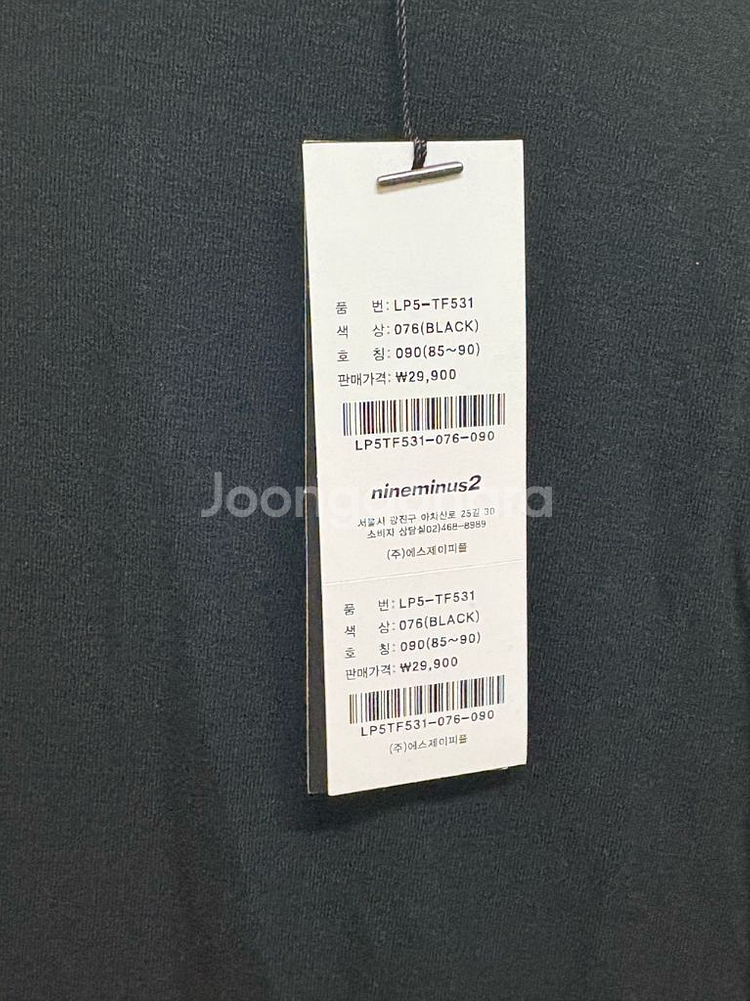 품 번: LP5-TF531
색 상: 076(BLACK)
호 칭: 090(85~90)
판매가격: ₩29,900
LP5TF531-076-090
nineminus2
서울시 광진구 아차산로 25길 30
소비자 상담실02)468-8989
(주)에스제이피플
품 번: LP5-TF531
색 상: 076(BLACK)
호 칭: 090(85~90)
판매가격: ₩29,900
LP5TF531-076-090
(주)에스제이피플